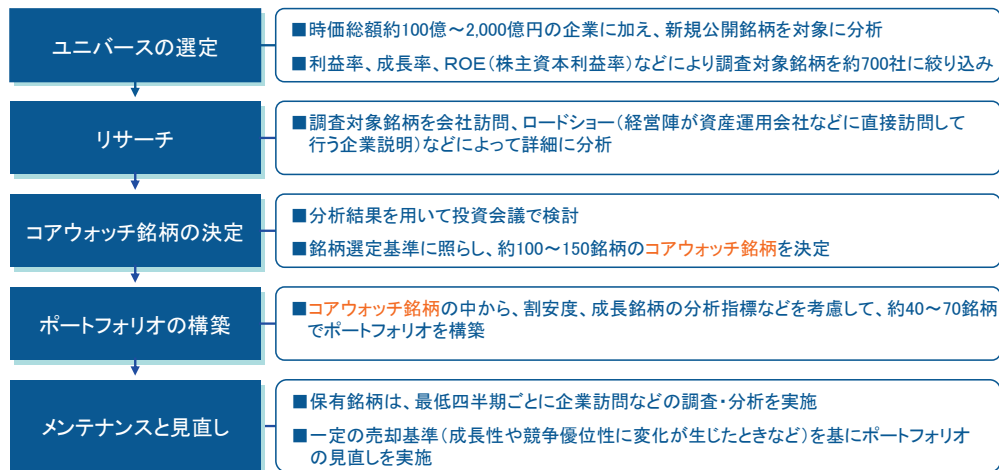 ユニバースの選定
■時価総額約100億～2,000億円の企業に加え、新規公開銘柄を対象に分析
■利益率、成長率、ROE(株主資本利益率)などにより調査対象銘柄を約700社に絞り込み
リサーチ
■調査対象銘柄を会社訪問、ロードショー(経営陣が資産運用会社などに直接訪問して
行う企業説明)などによって詳細に分析
コアウォッチ銘柄の決定
■分析結果を用いて投資会議で検討
■銘柄選定基準に照らし、約100～150銘柄のコアウォッチ銘柄を決定
ポートフォリオの構築
■コアウォッチ銘柄の中から、割安度、成長銘柄の分析指標などを考慮して、約40～70銘柄
でポートフォリオを構築
メンテナンスと見直し
■保有銘柄は、最低四半期ごとに企業訪問などの調査・分析を実施
■一定の売却基準(成長性や競争優位性に変化が生じたときなど)を基にポートフォリオ
の見直しを実施